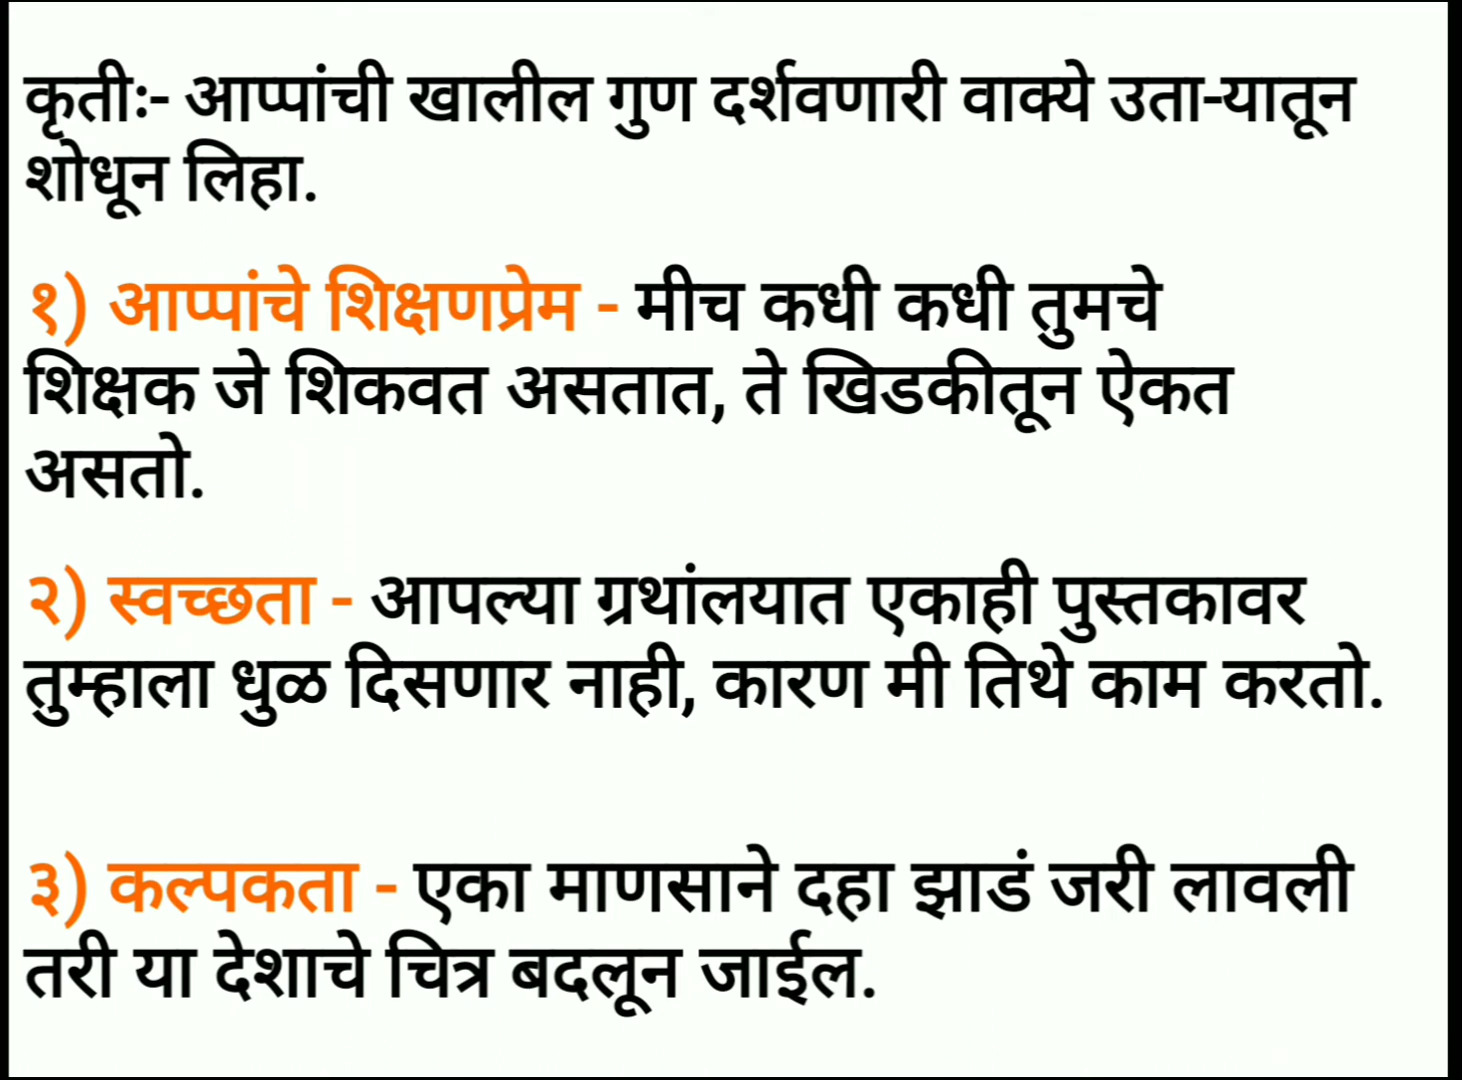 कृतीः- आप्पांची खालील गुण दर्शवणारी वाक्ये उता-यातून
शोधून लिहा.
१) आप्पांचे शिक्षणप्रेम - मीच कधी कधी तुमचे
शिक्षक जे शिकवत असतात, ते खिडकीतून ऐकत
असतो.
२) स्वच्छता - आपल्या ग्रथांलयात एकाही पुस्तकावर
तुम्हाला धुळ दिसणार नाही, कारण मी तिथे काम करतो.
३) कल्पकता - एका माणसाने दहा झाडं जरी लावली
तरी या देशाचे चित्र बदलून जाईल.